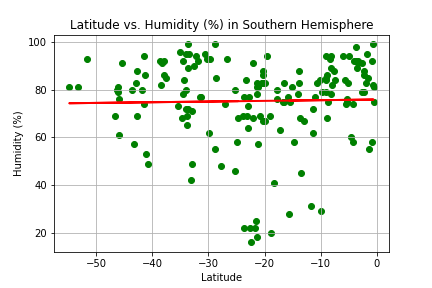 Latitude vs. Humidity (%) in Southern Hemisphere
100
80
60
40
20
Humidity (%)
−50 −40 −30 −20 −10 0
Latitude